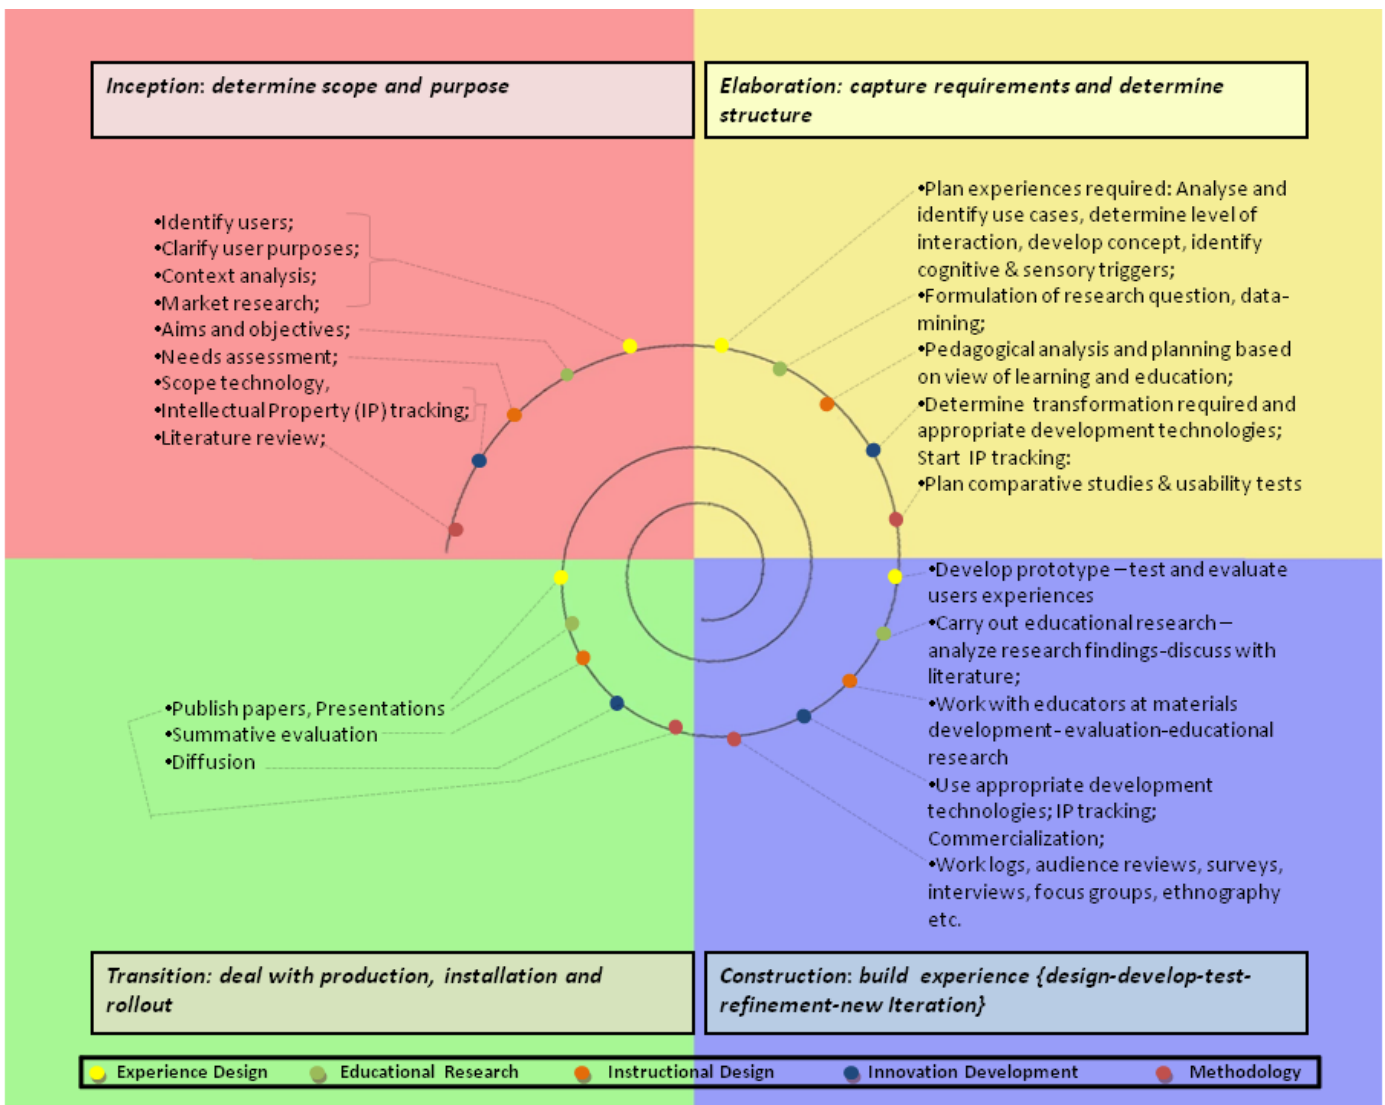 Inception: determine scope and purpose
Elaboration: capture requirements and determine
structure
•Identify users;
•Clarify user purposes;
•Context analysis;
•Market research;
•Aims and objectives;
•Needs assessment;
•Scope technology,
•Intellectual Property (IP) tracking;
•Literature review;
•Plan experiences required: Analyse and
identify use cases, determine level of
interaction, develop concept, identify
cognitive & sensory triggers;
•Formulation of research question, data-
mining;
•Pedagogical analysis and planning based
on view of learning and education;
•Determine transformation required and
appropriate development technologies;
Start IP tracking:
•Plan comparative studies & usability tests
•Develop prototype – test and evaluate
users experiences
•Carry out educational research –
analyze research findings-discuss with
literature;
•Work with educators at materials
development- evaluation-educational
research
•Use appropriate development
technologies; IP tracking;
Commercialization;
•Work logs, audience reviews, surveys,
interviews, focus groups, ethnography
etc.
•Publish papers, Presentations
•Summative evaluation
•Diffusion
Transition: deal with production, installation and
rollout
Construction: build experience {design-develop-test-
refinement-new Iteration}
Experience Design Educational Research Instructional Design Innovation Development Methodology